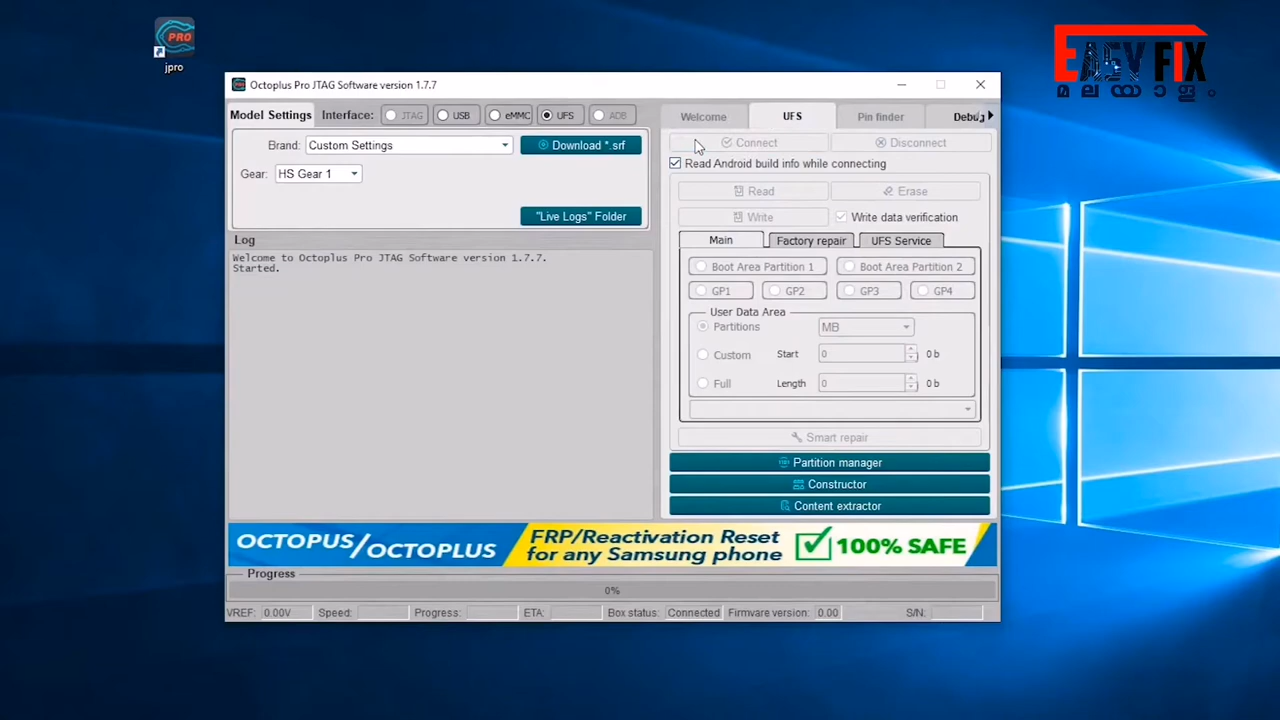 PRO
jpro
EASY FIX
മലയാളം
Octoplus Pro JTAG Software version 1.7.7
Model Settings
Interface:
JTAG
USB
eMMC
UFS
ADB
Brand:
Custom Settings
Download *.srf
Gear:
HS Gear 1
"Live Logs" Folder
Log
Welcome to Octoplus Pro JTAG Software version 1.7.7.
Started.
Welcome
UFS
Pin finder
Debug
Connect
Disconnect
Read Android build info while connecting
Read
Erase
Write
Write data verification
Main
Factory repair
UFS Service
Boot Area Partition 1
Boot Area Partition 2
GP1
GP2
GP3
GP4
User Data Area
Partitions
MB
Custom
Start
0
0 b
Full
Length
0
0 b
Smart repair
Partition manager
Constructor
Content extractor
OCTOPUS/OCTOPLUS
FRP/Reactivation Reset
for any Samsung phone
100% SAFE
Progress
0%
VREF:
0.00V
Speed:
Progress:
ETA:
Box status:
Connected
Firmware version:
0.00
S/N: